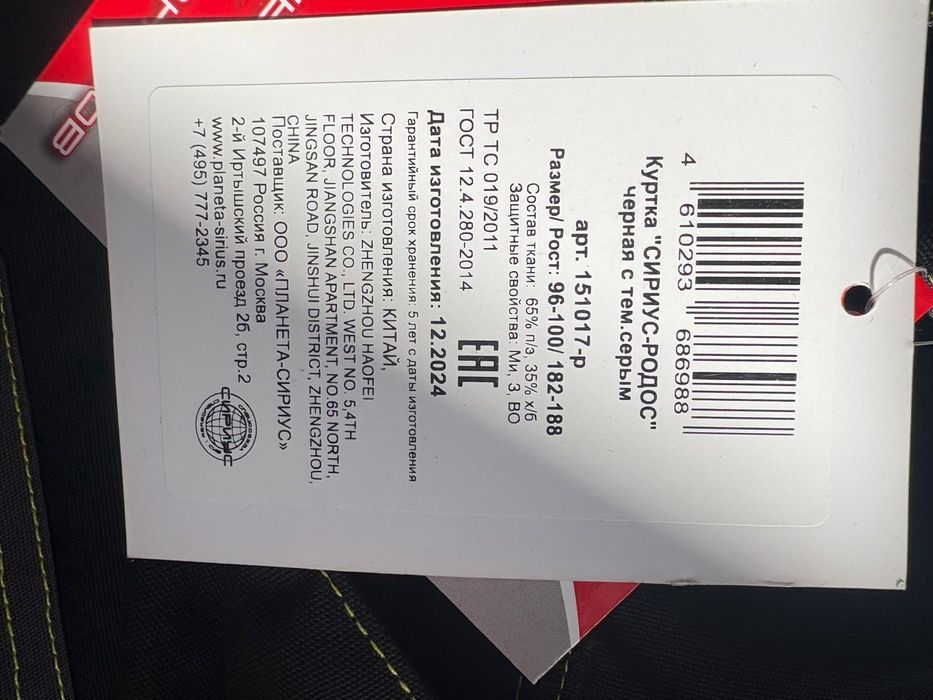 4 610293 686988
Куртка "СИРИУС-РОДОС"
черная с тем.серым
арт. 151017-р
Размер/ Рост: 96-100/ 182-188
Состав ткани: 65% п/э, 35% х/б
Защитные свойства: Ми, З, ВО
ТР ТС 019/2011
ГОСТ 12.4.280-2014
EAC
Дата изготовления: 12.2024
Гарантийный срок хранения: 5 лет с даты изготовления
Страна изготовления: КИТАЙ,
Изготовитель: ZHENGZHOU HAOFEI
TECHNOLOGIES CO., LTD. WEST NO. 5,4TH
FLOOR, JIANGSHAN APARTMENT, NO.65 NORTH,
JINGSAN ROAD, JINSHUI DISTRICT, ZHENGZHOU,
CHINA
Поставщик: ООО «ПЛАНЕТА-СИРИУС»
107497 Россия г. Москва
2-й Иртышский проезд 2б, стр.2
www.planeta-sirius.ru
+7 (495) 777-2345
СИРИУС